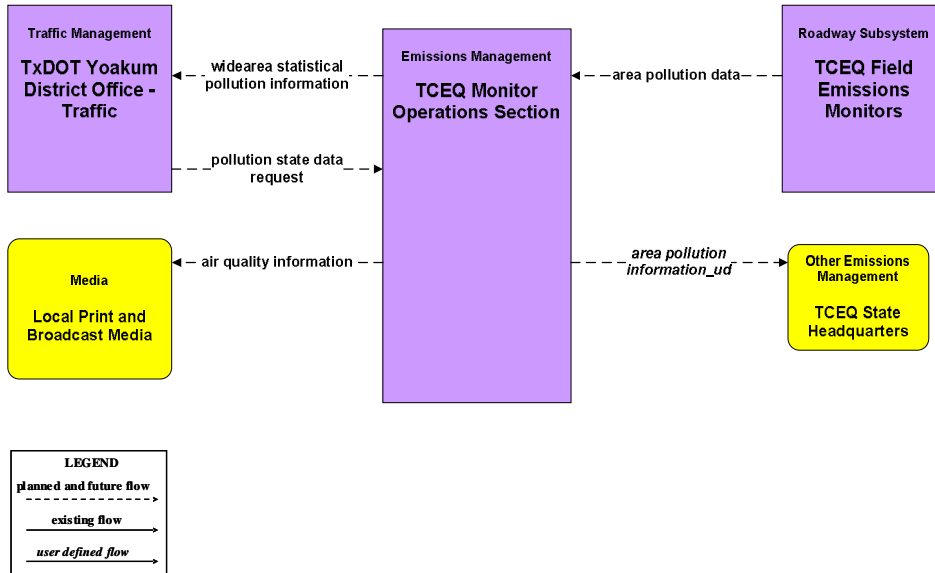 Traffic Management
TxDOT Yoakum
District Office -
Traffic
widearea statistical
pollution information
pollution state data
request
Emissions Management
TCEQ Monitor
Operations Section
area pollution data
Roadway Subsystem
TCEQ Field
Emissions
Monitors
Media
Local Print and
Broadcast Media
air quality information
area pollution
information_ud
Other Emissions
Management
TCEQ State
Headquarters
LEGEND
planned and future flow
existing flow
user defined flow